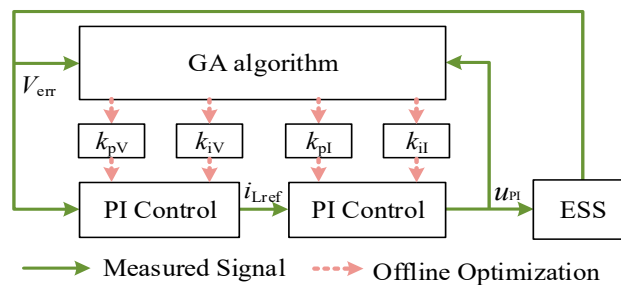 GA algorithm
V_err
k_pV
k_iV
k_pI
k_iI
PI Control
i_Lref
PI Control
u_PI
ESS
Measured Signal
Offline Optimization